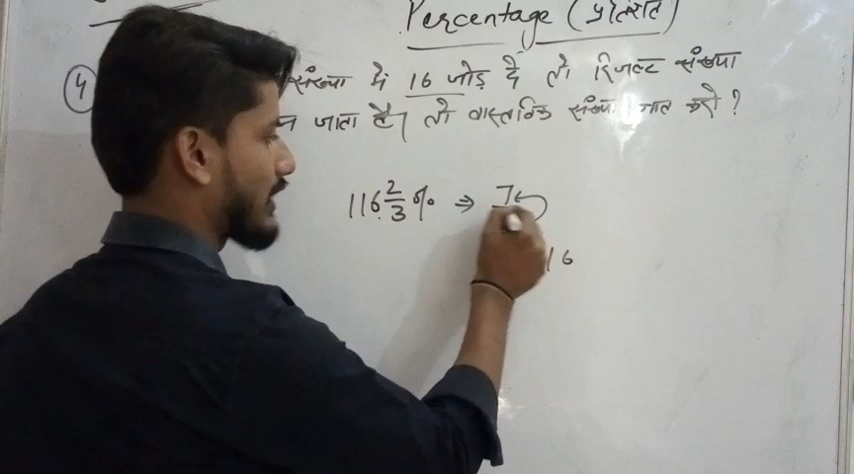 Percentage (प्रतिशत)
④ संख्या में 16 जोड़ दे तो रिजल्ट संख्या
न जाता है। तो वास्तविक संख्या ज्ञात करो ?
116 2/3 % ⇒ 7
16